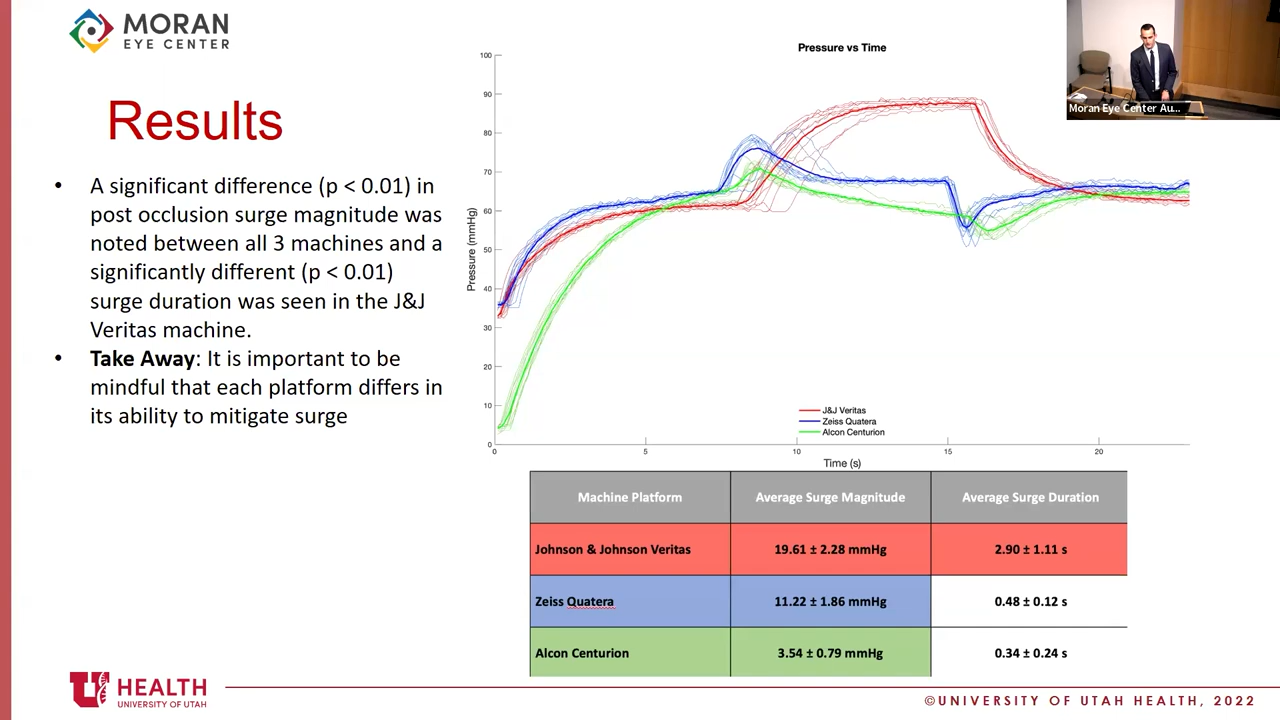 MORAN
EYE CENTER
Results
• A significant difference (p < 0.01) in
post occlusion surge magnitude was
noted between all 3 machines and a
significantly different (p < 0.01)
surge duration was seen in the J&J
Veritas machine.
• Take Away: It is important to be
mindful that each platform differs in
its ability to mitigate surge
Pressure vs Time
Pressure (mmHg)
100
90
80
70
60
50
40
30
20
10
0
0 5 10 15 20
Time (s)
J&J Veritas
Zeiss Quatera
Alcon Centurion
Moran Eye Center Au...
Machine Platform Average Surge Magnitude Average Surge Duration
Johnson & Johnson Veritas 19.61 ± 2.28 mmHg 2.90 ± 1.11 s
Zeiss Quatera 11.22 ± 1.86 mmHg 0.48 ± 0.12 s
Alcon Centurion 3.54 ± 0.79 mmHg 0.34 ± 0.24 s
U HEALTH
UNIVERSITY OF UTAH
©UNIVERSITY OF UTAH HEALTH, 2022